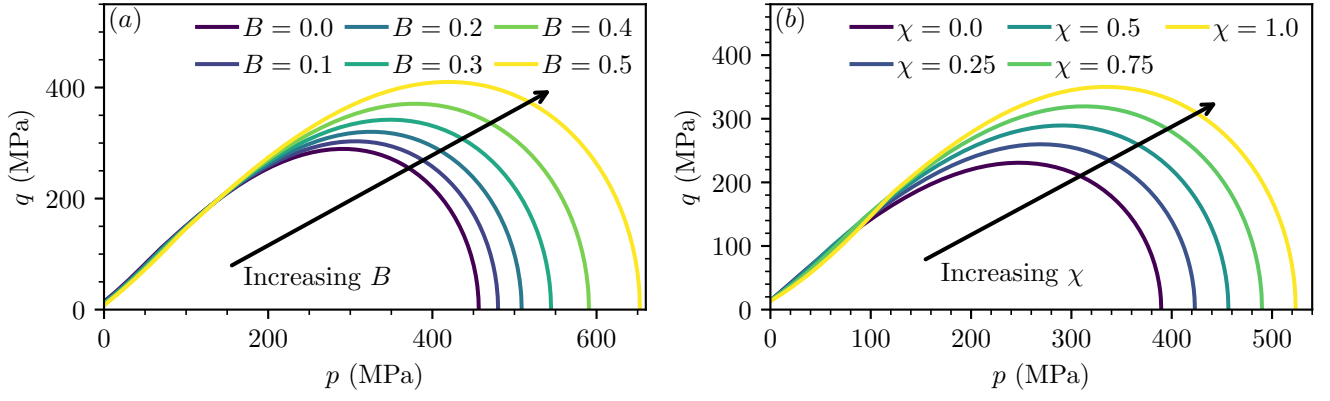 (a)
B = 0.0
B = 0.2
B = 0.4
B = 0.1
B = 0.3
B = 0.5
400
200
0
q (MPa)
Increasing B
0
200
400
600
p (MPa)
(b)
χ = 0.0
χ = 0.5
χ = 1.0
χ = 0.25
χ = 0.75
400
300
200
100
0
q (MPa)
Increasing χ
0
100
200
300
400
500
p (MPa)